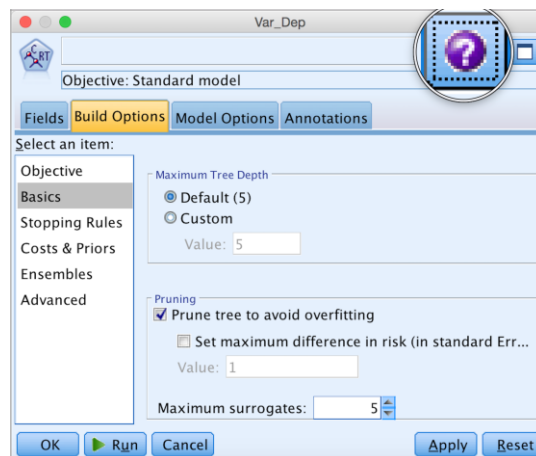 Var_Dep
C&RT
?
Objective: Standard model
Fields Build Options Model Options Annotations
Select an item:
Objective
Basics
Stopping Rules
Costs & Priors
Ensembles
Advanced
Maximum Tree Depth
Default (5)
Custom
Value: 5
Pruning
Prune tree to avoid overfitting
Set maximum difference in risk (in standard Err...
Value: 1
Maximum surrogates: 5
OK Run Cancel Apply Reset